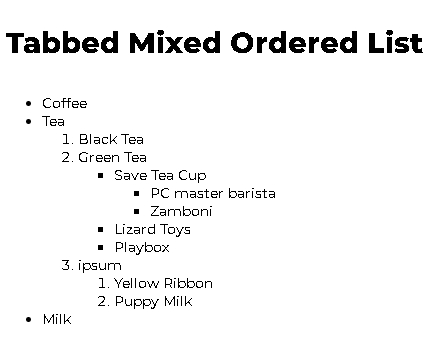 Tabbed Mixed Ordered List
• Coffee
• Tea
1. Black Tea
2. Green Tea
▪ Save Tea Cup
▪ PC master barista
▪ Zamboni
▪ Lizard Toys
▪ Playbox
3. ipsum
1. Yellow Ribbon
2. Puppy Milk
• Milk